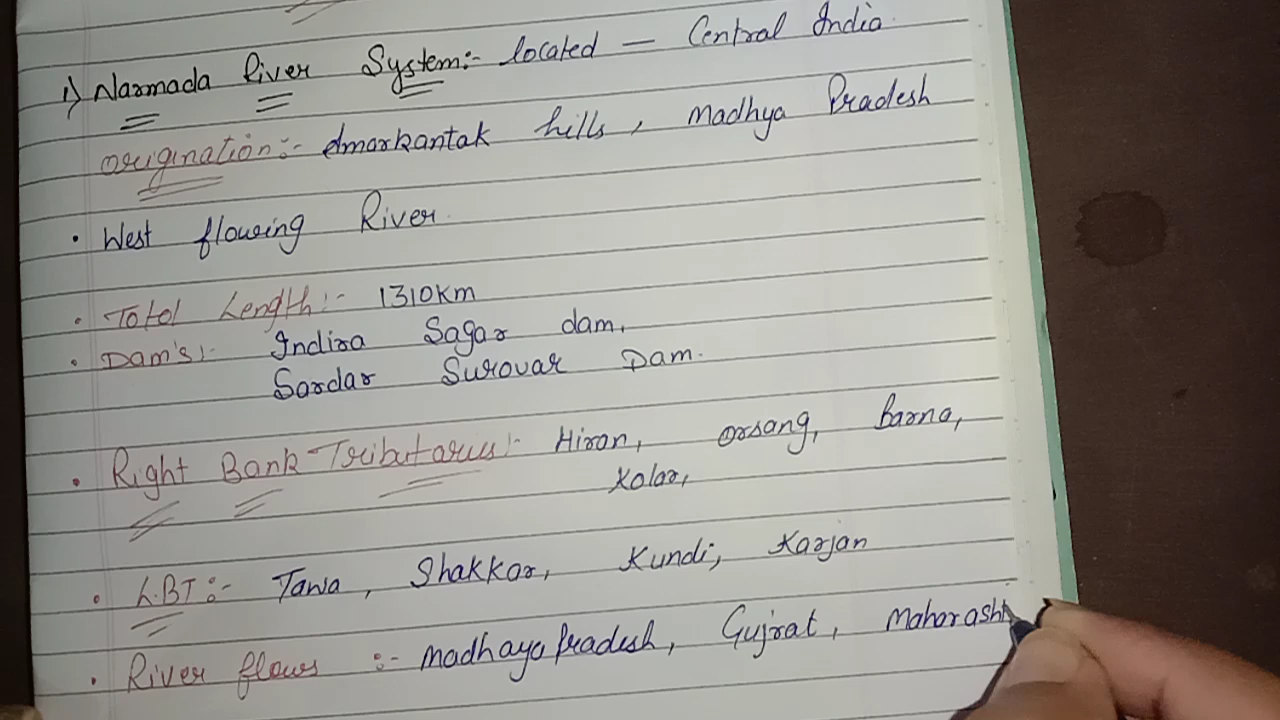 1) Narmada River System:- located — Central India
origination:- Amarkantak hills, Madhya Pradesh
• West flowing River.
• Total Length:- 1310Km
• Dam's:- Indira Sagar dam,
Sardar Surovar Dam.
• Right Bank Tributaries:- Hiran, Orsang, Barna,
Kolar,
• L.BT:- Tawa, Shakkar, Kundi, Karjan
• River flows :- Madhaya Pradesh, Gujrat, Maharasht